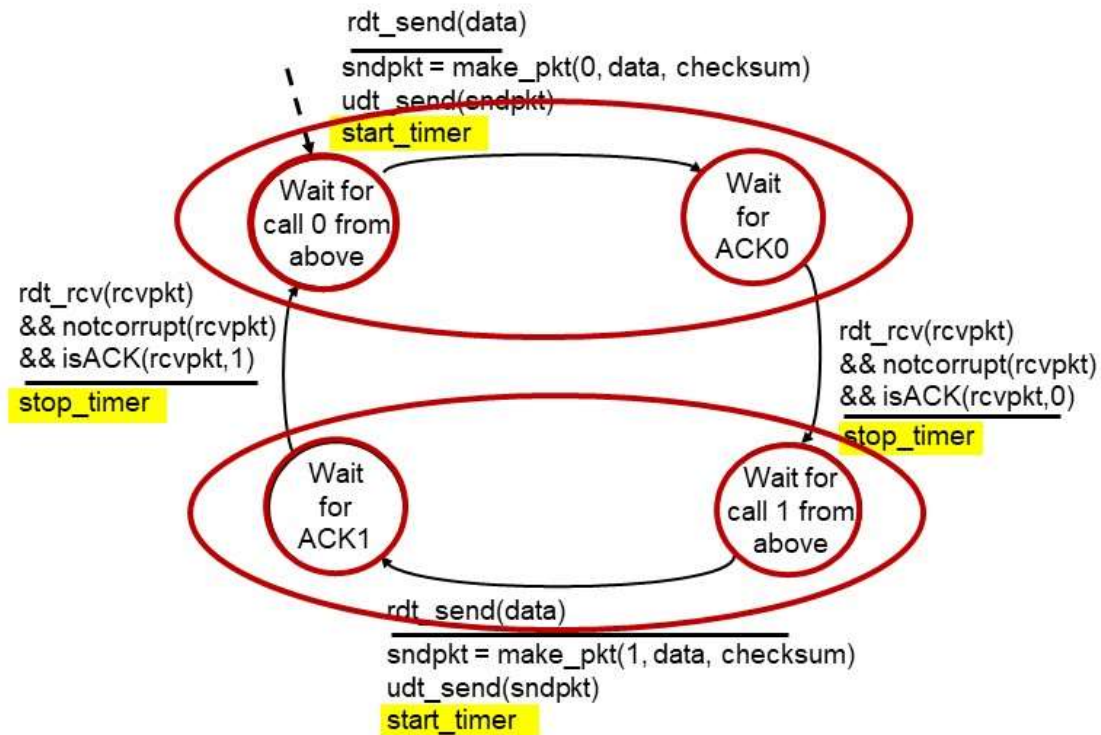 rdt_send(data)
sndpkt = make_pkt(0, data, checksum)
udt_send(sndpkt)
start_timer
Wait for
call 0 from
above
Wait
for
ACK0
rdt_rcv(rcvpkt)
&& notcorrupt(rcvpkt)
&& isACK(rcvpkt,1)
stop_timer
rdt_rcv(rcvpkt)
&& notcorrupt(rcvpkt)
&& isACK(rcvpkt,0)
stop_timer
Wait
for
ACK1
Wait for
call 1 from
above
rdt_send(data)
sndpkt = make_pkt(1, data, checksum)
udt_send(sndpkt)
start_timer